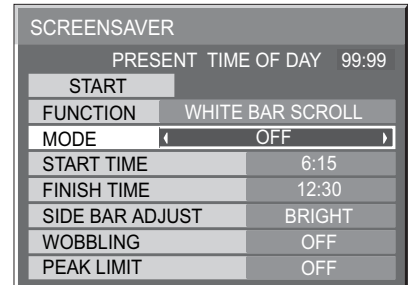 SCREENSAVER
PRESENT TIME OF DAY 99:99
START
FUNCTION WHITE BAR SCROLL
MODE OFF
START TIME 6:15
FINISH TIME 12:30
SIDE BAR ADJUST BRIGHT
WOBBLING OFF
PEAK LIMIT OFF